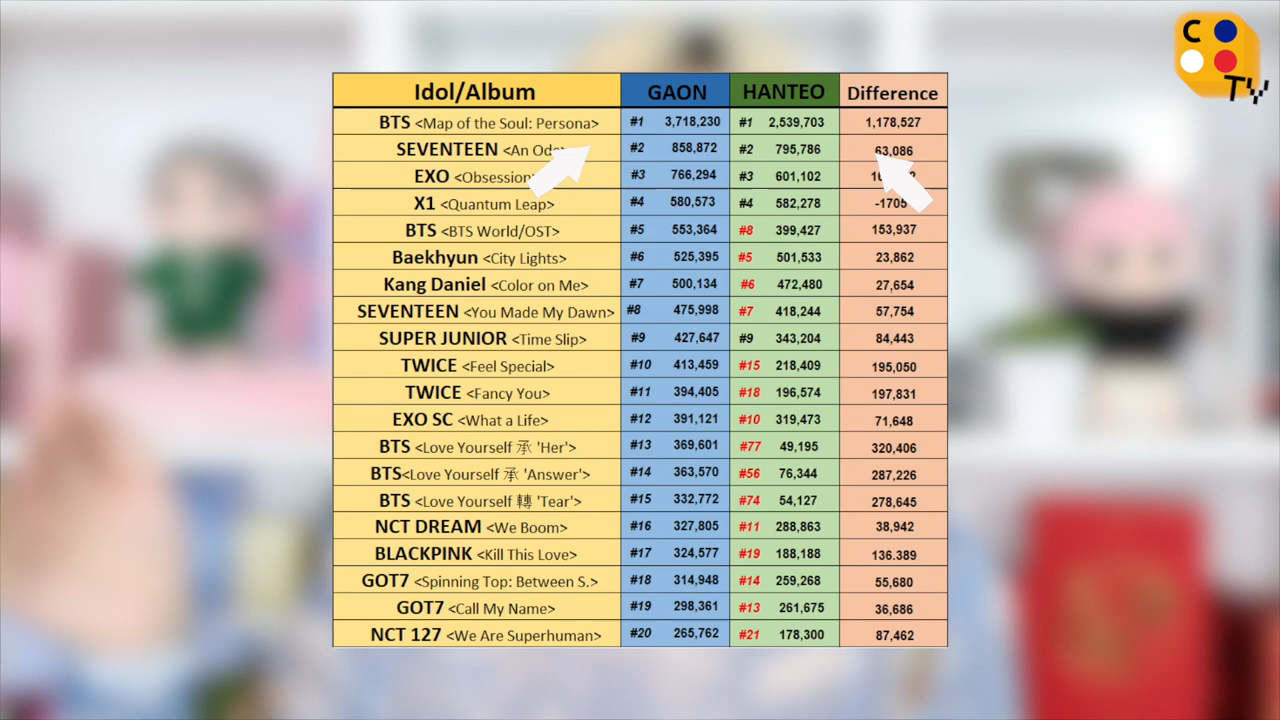 C
TV
Idol/Album GAON HANTEO Difference
BTS <Map of the Soul: Persona> #1 3,718,230 #1 2,539,703 1,178,527
SEVENTEEN <An #2 858,872 #2 795,786 63,086
EXO <Obsession #3 766,294 #3 601,102
X1 <Quantum Leap> #4 580,573 #4 582,278 -1705
BTS <BTS World/OST> #5 553,364 #8 399,427 153,937
Baekhyun <City Lights> #6 525,395 #5 501,533 23,862
Kang Daniel <Color on Me> #7 500,134 #6 472,480 27,654
SEVENTEEN <You Made My Dawn> #8 475,998 #7 418,244 57,754
SUPER JUNIOR <Time Slip> #9 427,647 #9 343,204 84,443
TWICE <Feel Special> #10 413,459 #15 218,409 195,050
TWICE <Fancy You> #11 394,405 #18 196,574 197,831
EXO SC <What a Life> #12 391,121 #10 319,473 71,648
BTS <Love Yourself 承 'Her'> #13 369,601 #77 49,195 320,406
BTS<Love Yourself 承 'Answer'> #14 363,570 #56 76,344 287,226
BTS <Love Yourself 轉 'Tear'> #15 332,772 #74 54,127 278,645
NCT DREAM <We Boom> #16 327,805 #11 288,863 38,942
BLACKPINK <Kill This Love> #17 324,577 #19 188,188 136.389
GOT7 <Spinning Top: Between S.> #18 314,948 #14 259,268 55,680
GOT7 <Call My Name> #19 298,361 #13 261,675 36,686
NCT 127 <We Are Superhuman> #20 265,762 #21 178,300 87,462